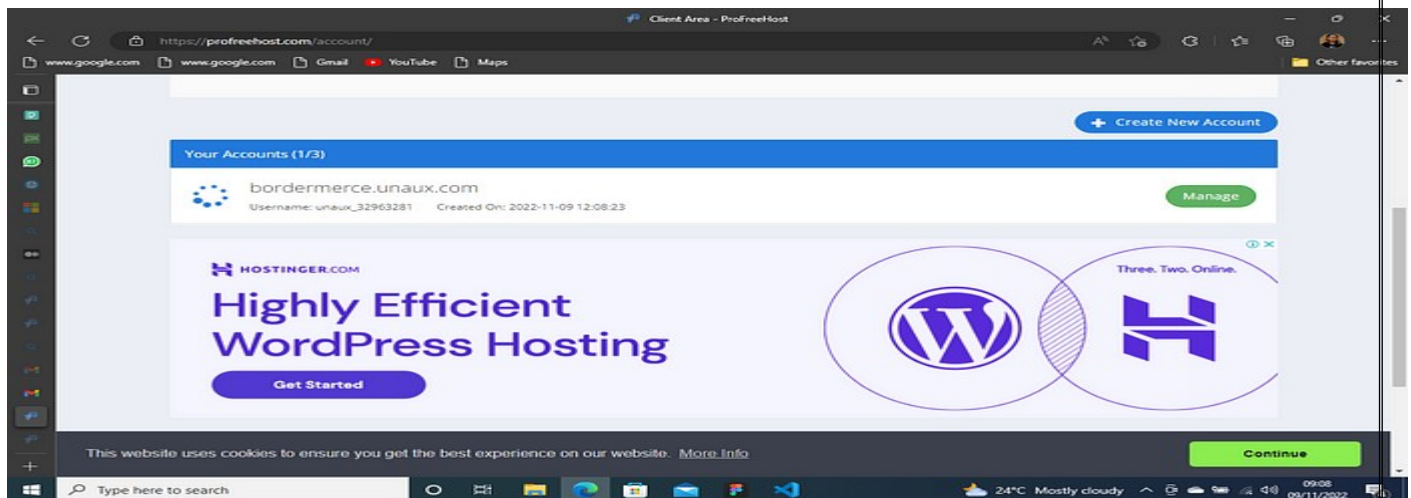 Client Area - ProFreeHost
https://profreehost.com/account/
www.google.com www.google.com Gmail YouTube Maps Other favorites
+ Create New Account
Your Accounts (1/3)
bordermerce.unaux.com
Username: unaux_32963281 Created On: 2022-11-09 12:08:23
Manage
HOSTINGER.COM
Three. Two. Online.
Highly Efficient
WordPress Hosting
Get Started
This website uses cookies to ensure you get the best experience on our website. More Info
Continue
Type here to search
24°C Mostly cloudy
09:08
09/11/2022